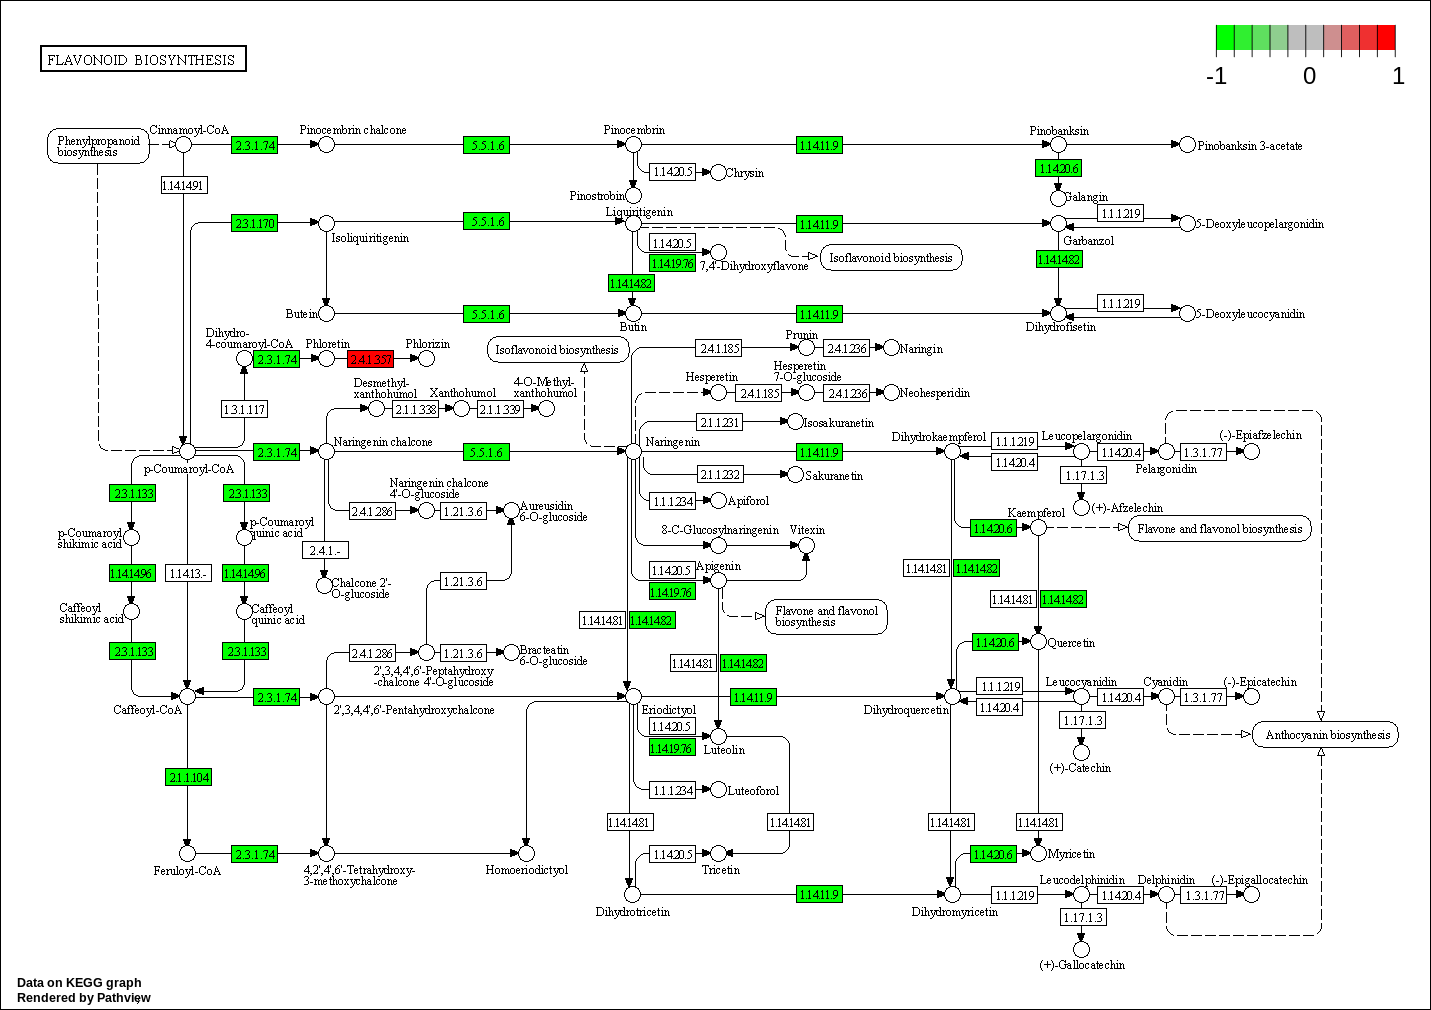 FLAVONOID BIOSYNTHESIS
-1 0 1
Phenylpropanoid
biosynthesis
Cinnamoyl-CoA
2.3.1.74
Pinocembrin chalcone
5.5.1.6
Pinocembrin
1.14.11.9
Pinobanksin
Pinobanksin 3-acetate
1.14.20.5
Chrysin
1.14.20.6
1.14.14.91
Pinostrobin
Galangin
Liquiritigenin
2.3.1.170
5.5.1.6
1.14.11.9
1.1.1.219
5-Deoxyleucopelargonidin
Isoliquiritigenin
1.14.20.5
1.14.19.76
7,4'-Dihydroxyflavone
Isoflavonoid biosynthesis
Garbanzol
1.14.14.82
1.14.14.82
Butein
5.5.1.6
Butin
1.14.11.9
Dihydrofisetin
1.1.1.219
5-Deoxyleucocyanidin
Dihydro-
4-coumaroyl-CoA
2.3.1.74
Phloretin
2.4.1.357
Phlorizin
Isoflavonoid biosynthesis
2.4.1.185
Prunin
2.4.1.236
Naringin
Desmethyl-
xanthohumol
Xanthohumol
4-O-Methyl-
xanthohumol
Hesperetin
2.4.1.185
Hesperetin
7-O-glucoside
2.4.1.236
Neohesperidin
1.3.1.117
2.1.1.338
2.1.1.339
2.1.1.231
Isosakuranetin
p-Coumaroyl-CoA
2.3.1.74
Naringenin chalcone
5.5.1.6
Naringenin
1.14.11.9
Dihydrokaempferol
1.1.1.219
1.14.20.4
Leucopelargonidin
1.14.20.4
Pelargonidin
1.3.1.77
(-)-Epiafzelechin
2.1.1.232
Sakuranetin
1.17.1.3
(+)-Afzelechin
2.3.1.133
2.3.1.133
Naringenin chalcone
4'-O-glucoside
2.4.1.286
1.21.3.6
Aureusidin
6-O-glucoside
1.1.1.234
Apiforol
p-Coumaroyl
shikimic acid
p-Coumaroyl
quinic acid
8-C-Glucosylnaringenin
Vitexin
1.14.20.6
Kaempferol
Flavone and flavonol biosynthesis
2.4.1.-
1.14.14.96
1.14.13.-
1.14.14.96
Chalcone 2'-
O-glucoside
1.21.3.6
1.14.20.5
1.14.19.76
Apigenin
1.14.14.81
1.14.14.82
1.14.14.81
1.14.14.82
Caffeoyl
shikimic acid
Caffeoyl
quinic acid
1.14.14.81
1.14.14.82
Flavone and flavonol
biosynthesis
2.3.1.133
2.3.1.133
2.4.1.286
1.21.3.6
Bracteatin
6-O-glucoside
2',3,4,4',6'-Peptahydroxy
-chalcone 4'-O-glucoside
1.14.14.81
1.14.14.82
1.14.20.6
Quercetin
Caffeoyl-CoA
2.3.1.74
2',3,4,4',6'-Pentahydroxychalcone
Eriodictyol
1.14.11.9
Dihydroquercetin
1.1.1.219
1.14.20.4
Leucocyanidin
1.14.20.4
Cyanidin
1.3.1.77
(-)-Epicatechin
1.14.20.5
1.14.19.76
Luteolin
1.17.1.3
(+)-Catechin
Anthocyanin biosynthesis
2.1.1.104
1.1.1.234
Luteoforol
1.14.14.81
1.14.14.81
1.14.14.81
1.14.14.81
Feruloyl-CoA
2.3.1.74
4,2',4',6'-Tetrahydroxy-
3-methoxychalcone
Homoeriodictyol
1.14.20.5
Tricetin
1.14.20.6
Myricetin
Dihydrotricetin
1.14.11.9
Dihydromyricetin
1.1.1.219
Leucodelphinidin
1.14.20.4
Delphinidin
1.3.1.77
(-)-Epigallocatechin
1.17.1.3
(+)-Gallocatechin
Data on KEGG graph
Rendered by Pathview